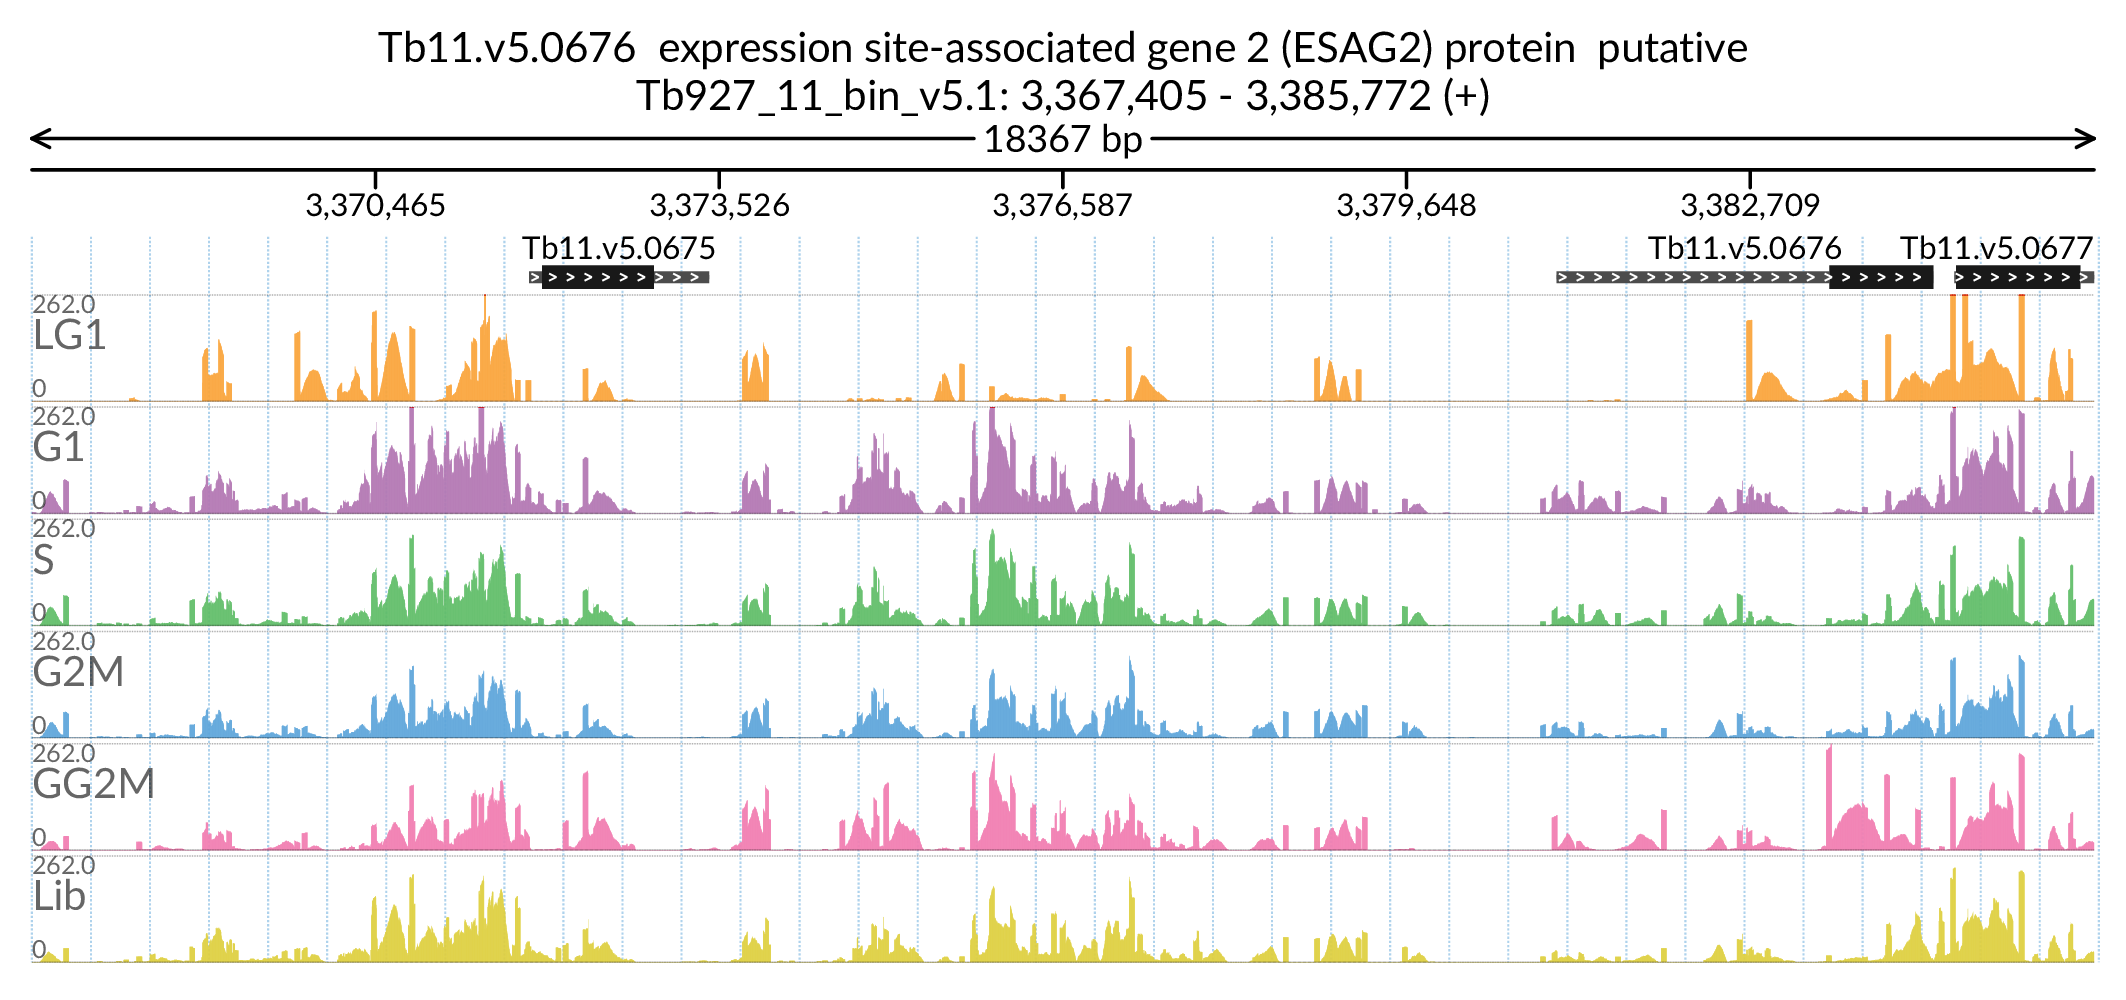 Tb11.v5.0676 expression site-associated gene 2 (ESAG2) protein putative
Tb927_11_bin_v5.1: 3,367,405 - 3,385,772 (+)
18367 bp
3,370,465 3,373,526 3,376,587 3,379,648 3,382,709
Tb11.v5.0675 Tb11.v5.0676 Tb11.v5.0677
262.0
LG1
0
262.0
G1
0
262.0
S
0
262.0
G2M
0
262.0
GG2M
0
262.0
Lib
0